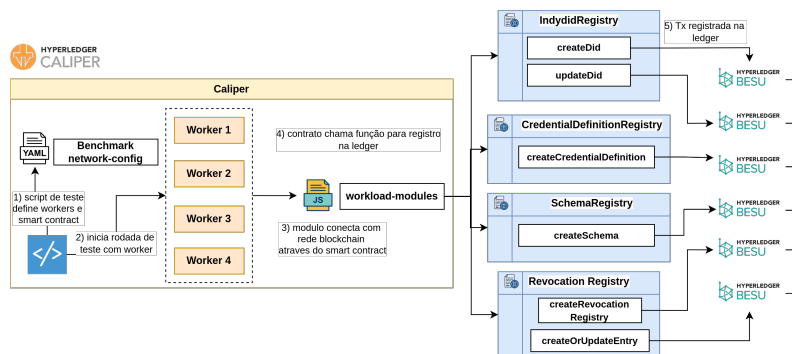 HYPERLEDGER
CALIPER
Caliper
YAML
Benchmark
network-config
1) script de teste
define workers e
smart contract
2) inicia rodada de
teste com worker
Worker 1
Worker 2
Worker 3
Worker 4
4) contrato chama função para registro
na ledger
JS
workload-modules
3) modulo conecta com
rede blockchain
atraves do smart contract
IndydidRegistry
createDid
updateDid
CredentialDefinitionRegistry
createCredentialDefinition
SchemaRegistry
createSchema
Revocation Registry
createRevocation
Registry
createOrUpdateEntry
5) Tx registrada na
ledger
HYPERLEDGER
BESU
HYPERLEDGER
BESU
HYPERLEDGER
BESU
HYPERLEDGER
BESU
HYPERLEDGER
BESU
HYPERLEDGER
BESU